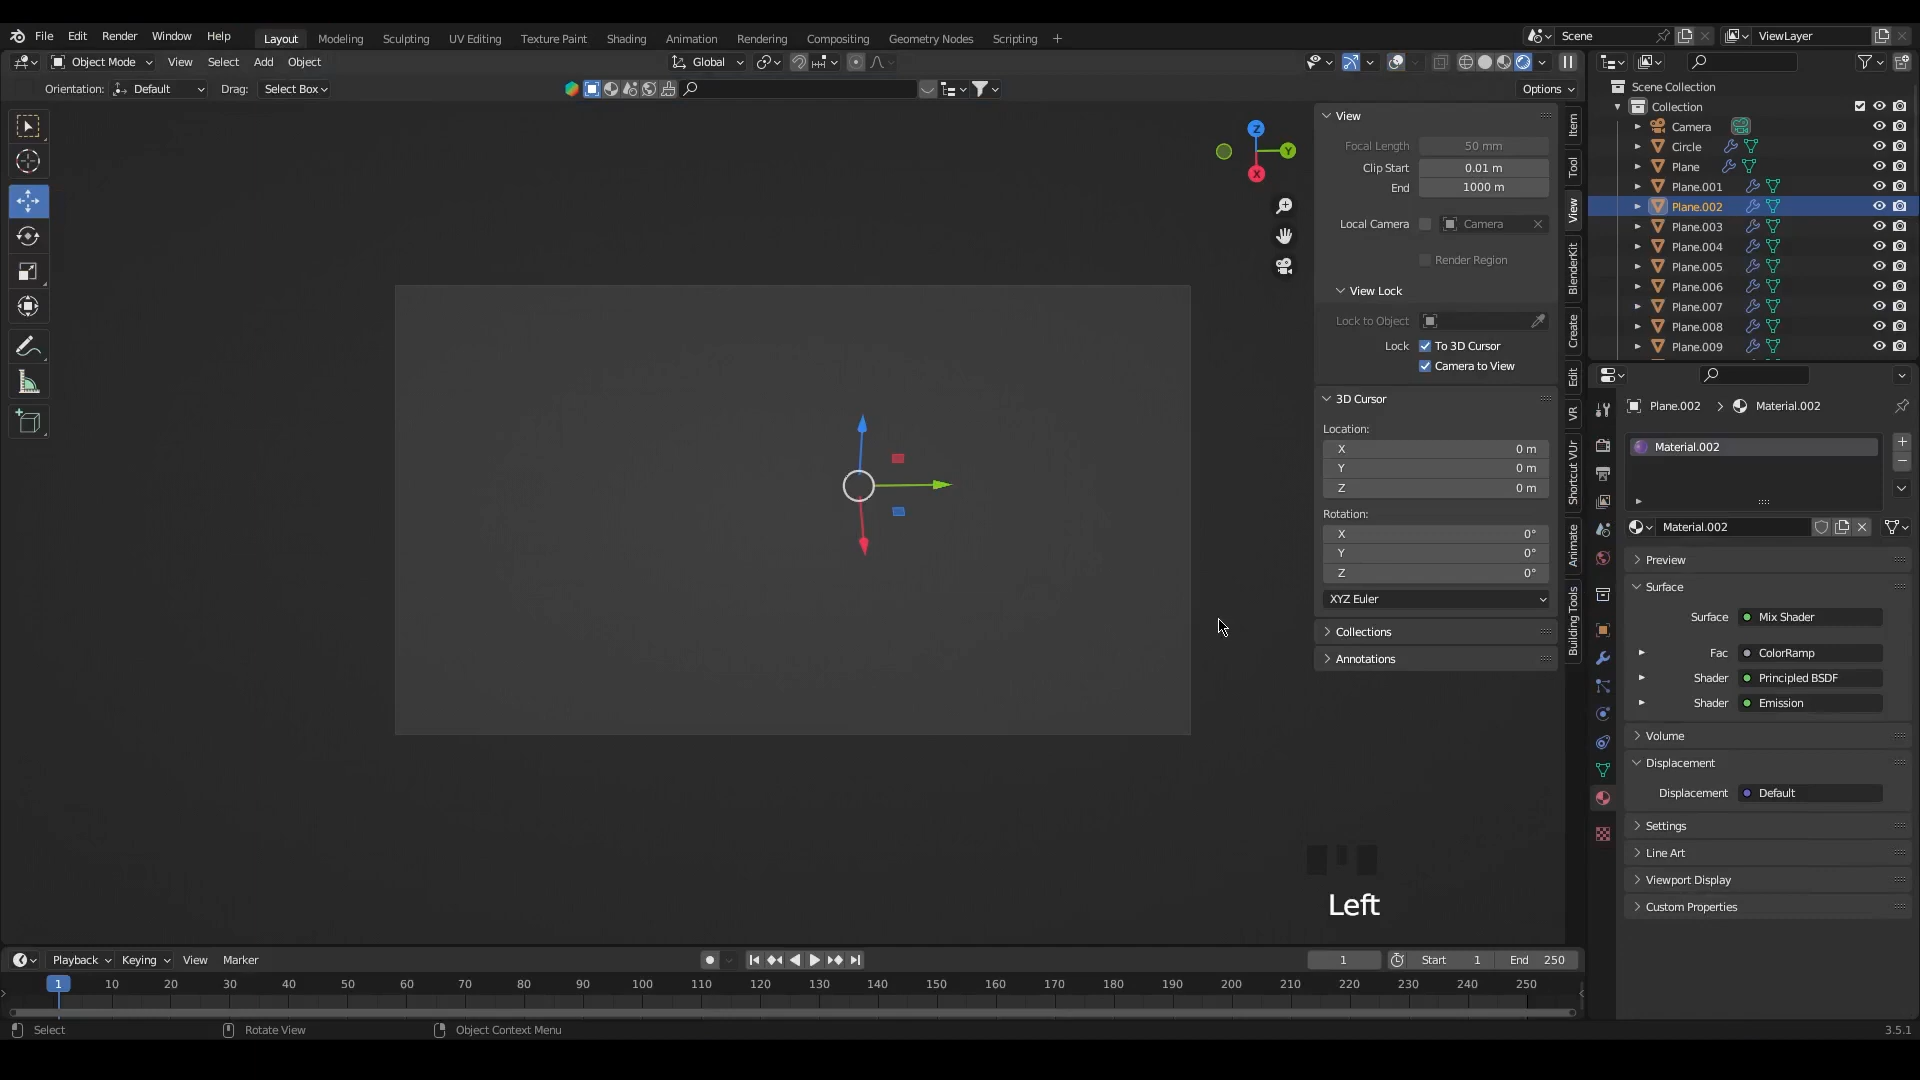 File Edit Render Window Help Layout Modeling Sculpting UV Editing Texture Paint Shading Animation Rendering Compositing Geometry Nodes Scripting + Scene ViewLayer
Object Mode View Select Add Object Global
Orientation: Default Drag: Select Box Options
Z
Y
X
View
Focal Length 50 mm
Clip Start 0.01 m
End 1000 m
Local Camera Camera
Render Region
View Lock
Lock to Object
Lock To 3D Cursor
Camera to View
3D Cursor
Location:
X 0 m
Y 0 m
Z 0 m
Rotation:
X 0°
Y 0°
Z 0°
XYZ Euler
Collections
Annotations
Item
Tool
View
BlenderKit
Create
Edit
VR
Shortcut VUr
Animate
Building Tools
Scene Collection
Collection
Camera
Circle
Plane
Plane.001
Plane.002
Plane.003
Plane.004
Plane.005
Plane.006
Plane.007
Plane.008
Plane.009
Plane.002 Material.002
Material.002
Material.002
Preview
Surface
Surface Mix Shader
Fac ColorRamp
Shader Principled BSDF
Shader Emission
Volume
Displacement
Displacement Default
Settings
Line Art
Viewport Display
Custom Properties
Left
Playback Keying View Marker 1 Start 1 End 250
1 10 20 30 40 50 60 70 80 90 100 110 120 130 140 150 160 170 180 190 200 210 220 230 240 250
Select Rotate View Object Context Menu 3.5.1